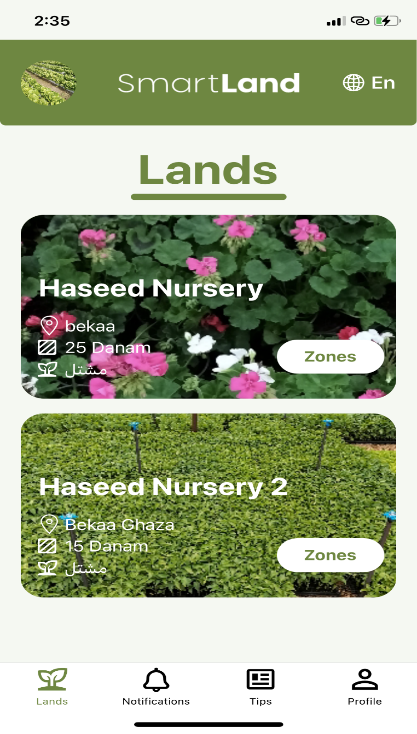 2:35
SmartLand
En
Lands
Haseed Nursery
bekaa
25 Danam
مشتل
Zones
Haseed Nursery 2
Bekaa Ghaza
15 Danam
مشتل
Zones
Lands
Notifications
Tips
Profile